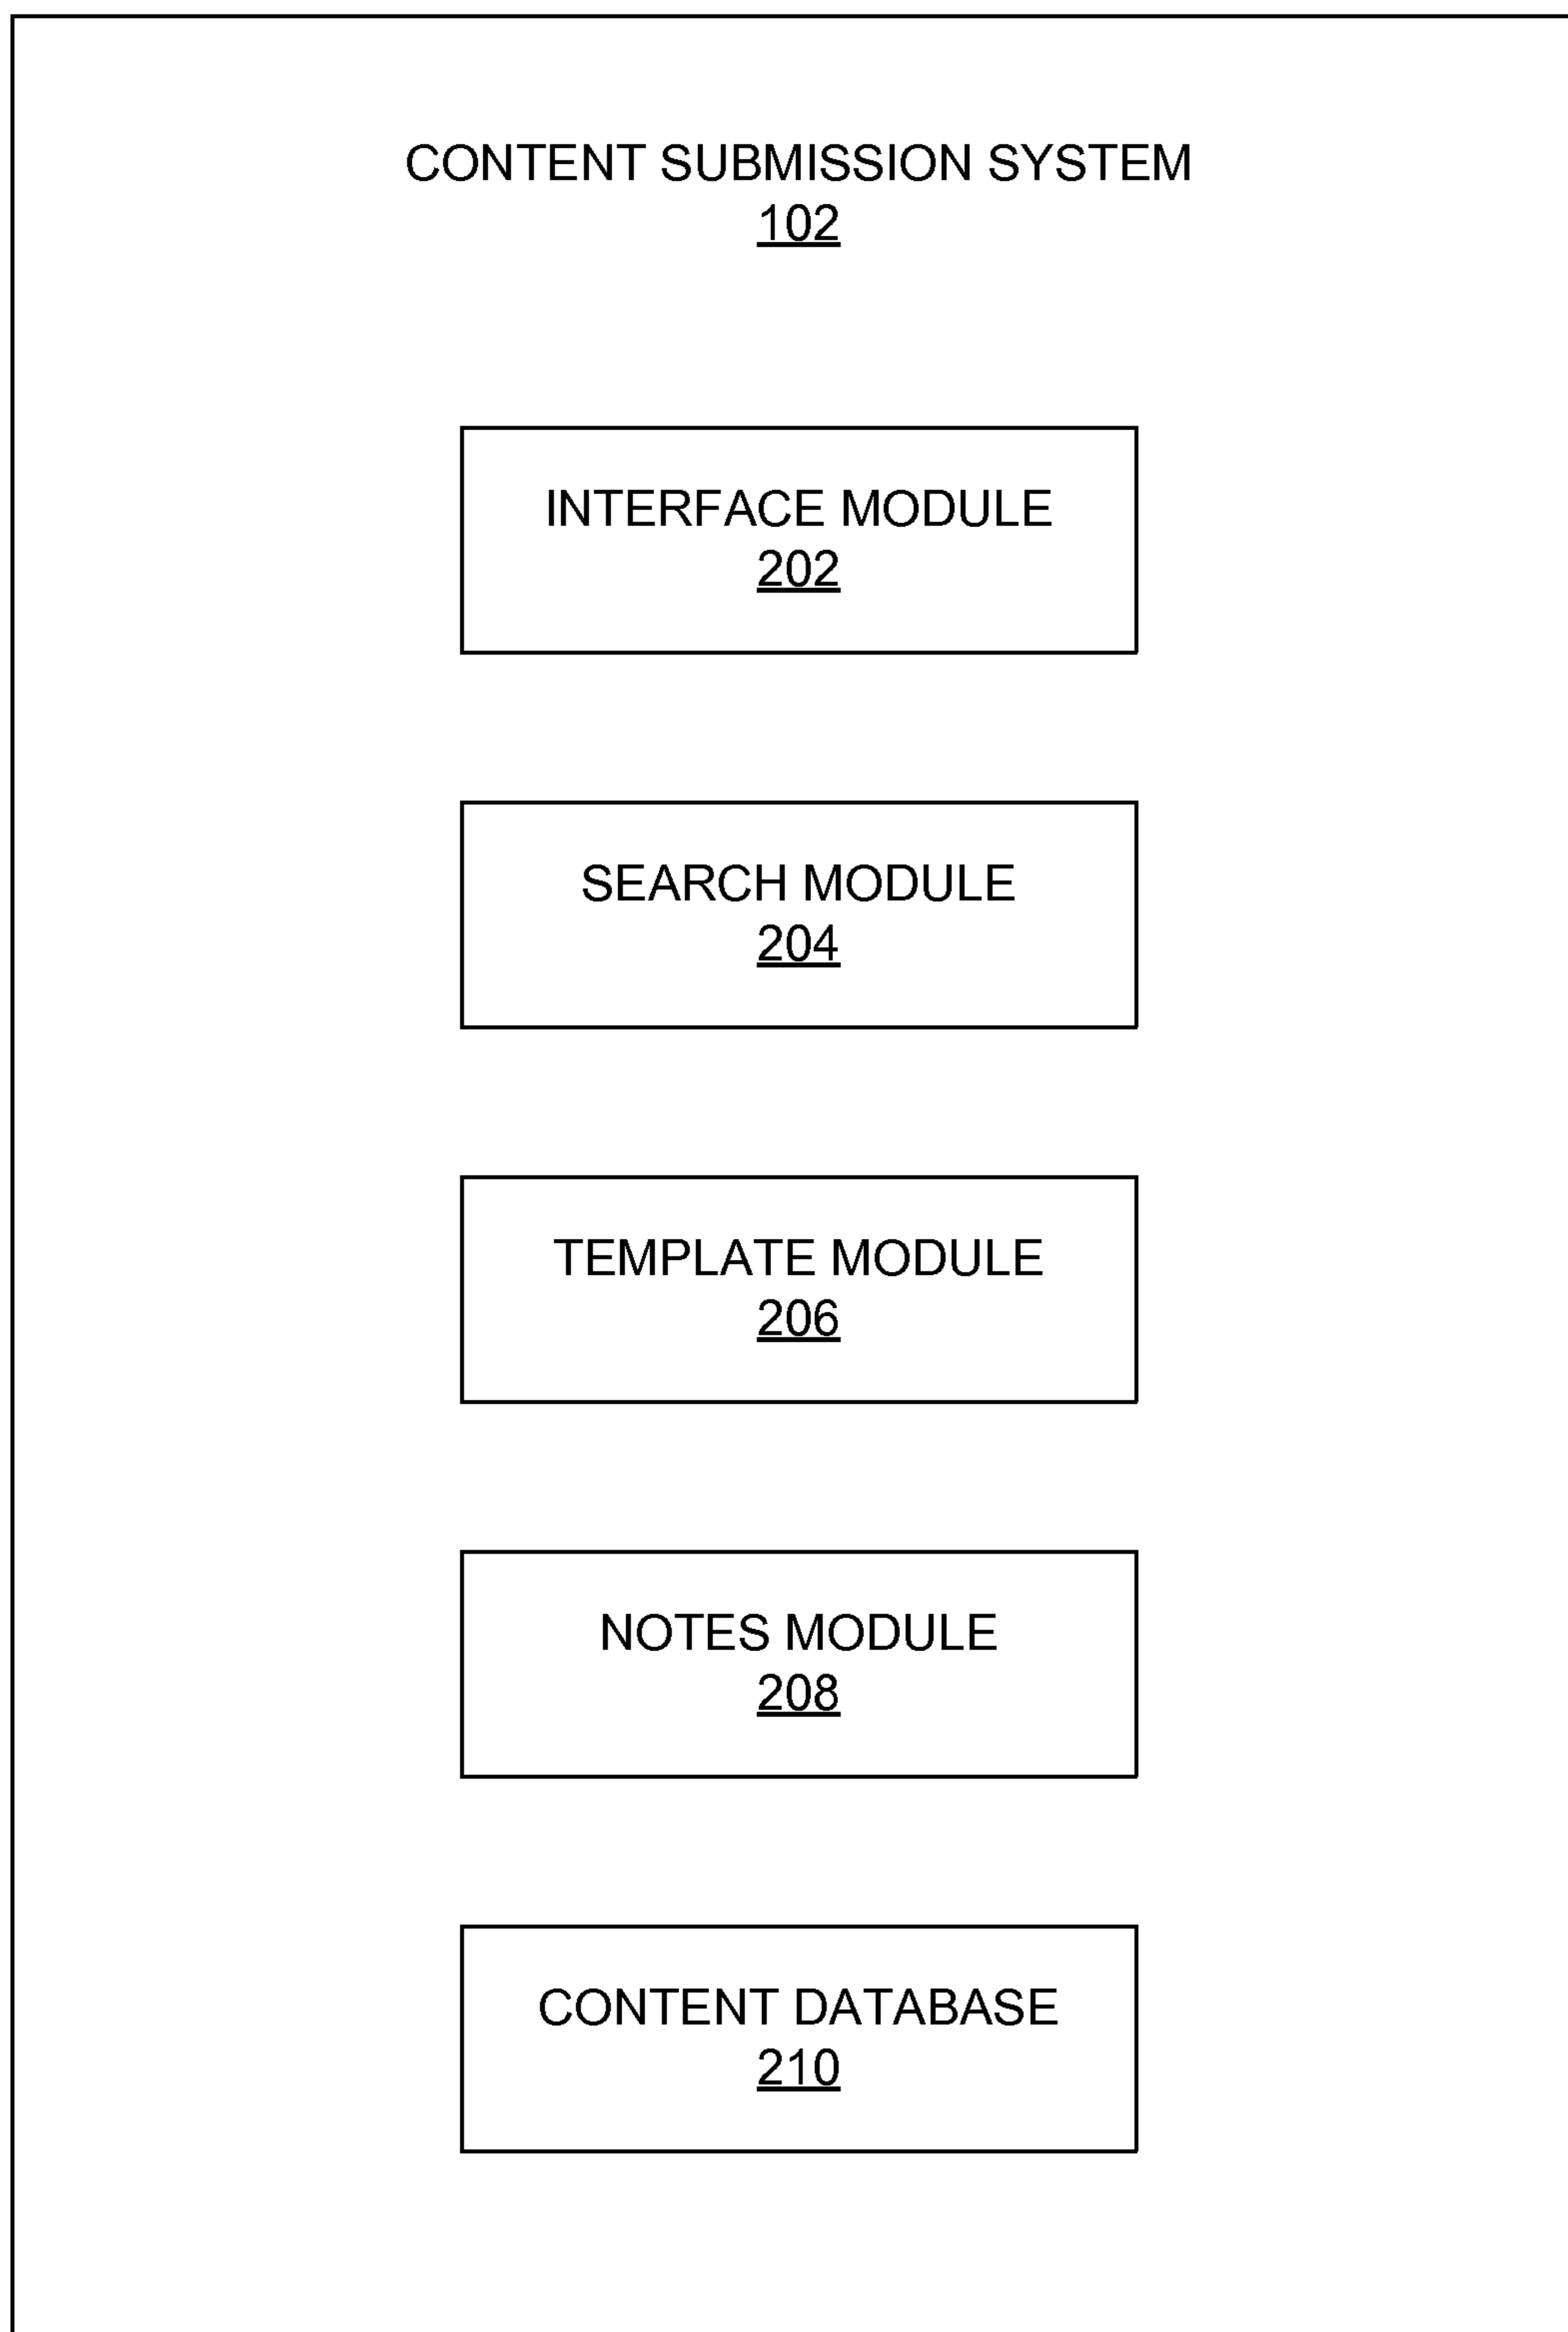 CONTENT SUBMISSION SYSTEM
102
INTERFACE MODULE
202
SEARCH MODULE
204
TEMPLATE MODULE
206
NOTES MODULE
208
CONTENT DATABASE
210